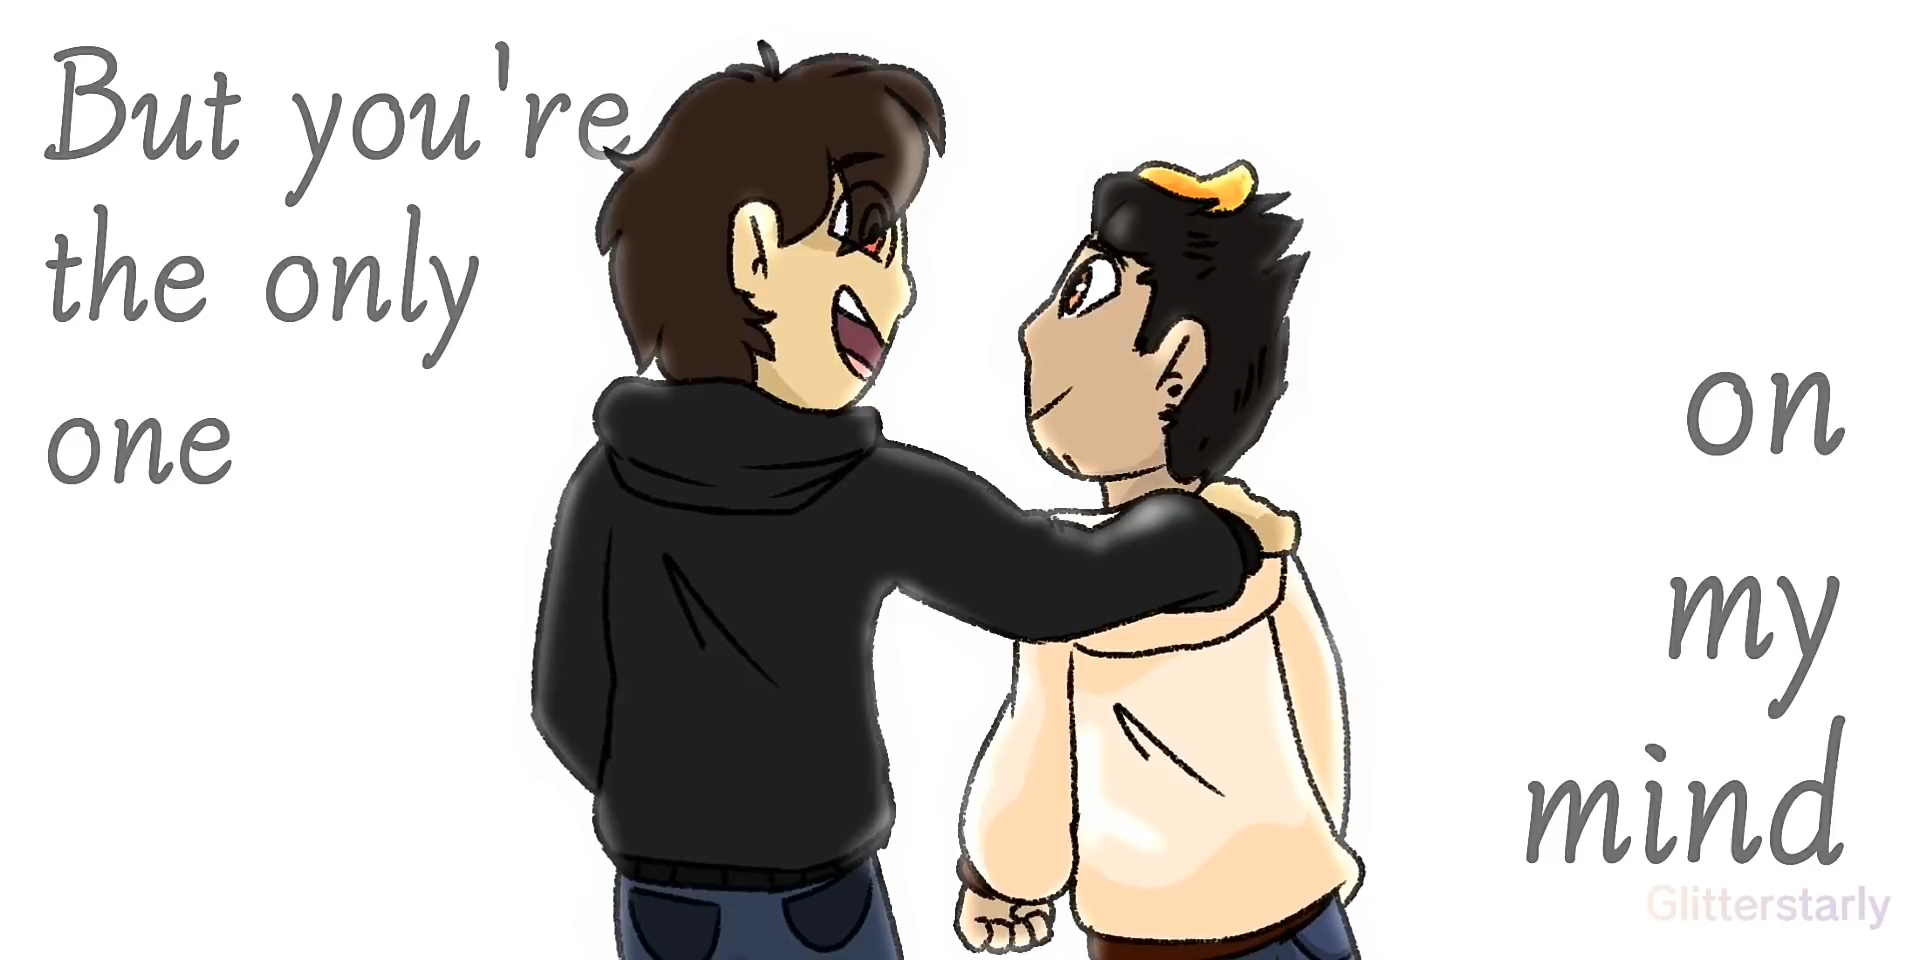 But you're
the only
one
on
my
mind
Glitterstarly